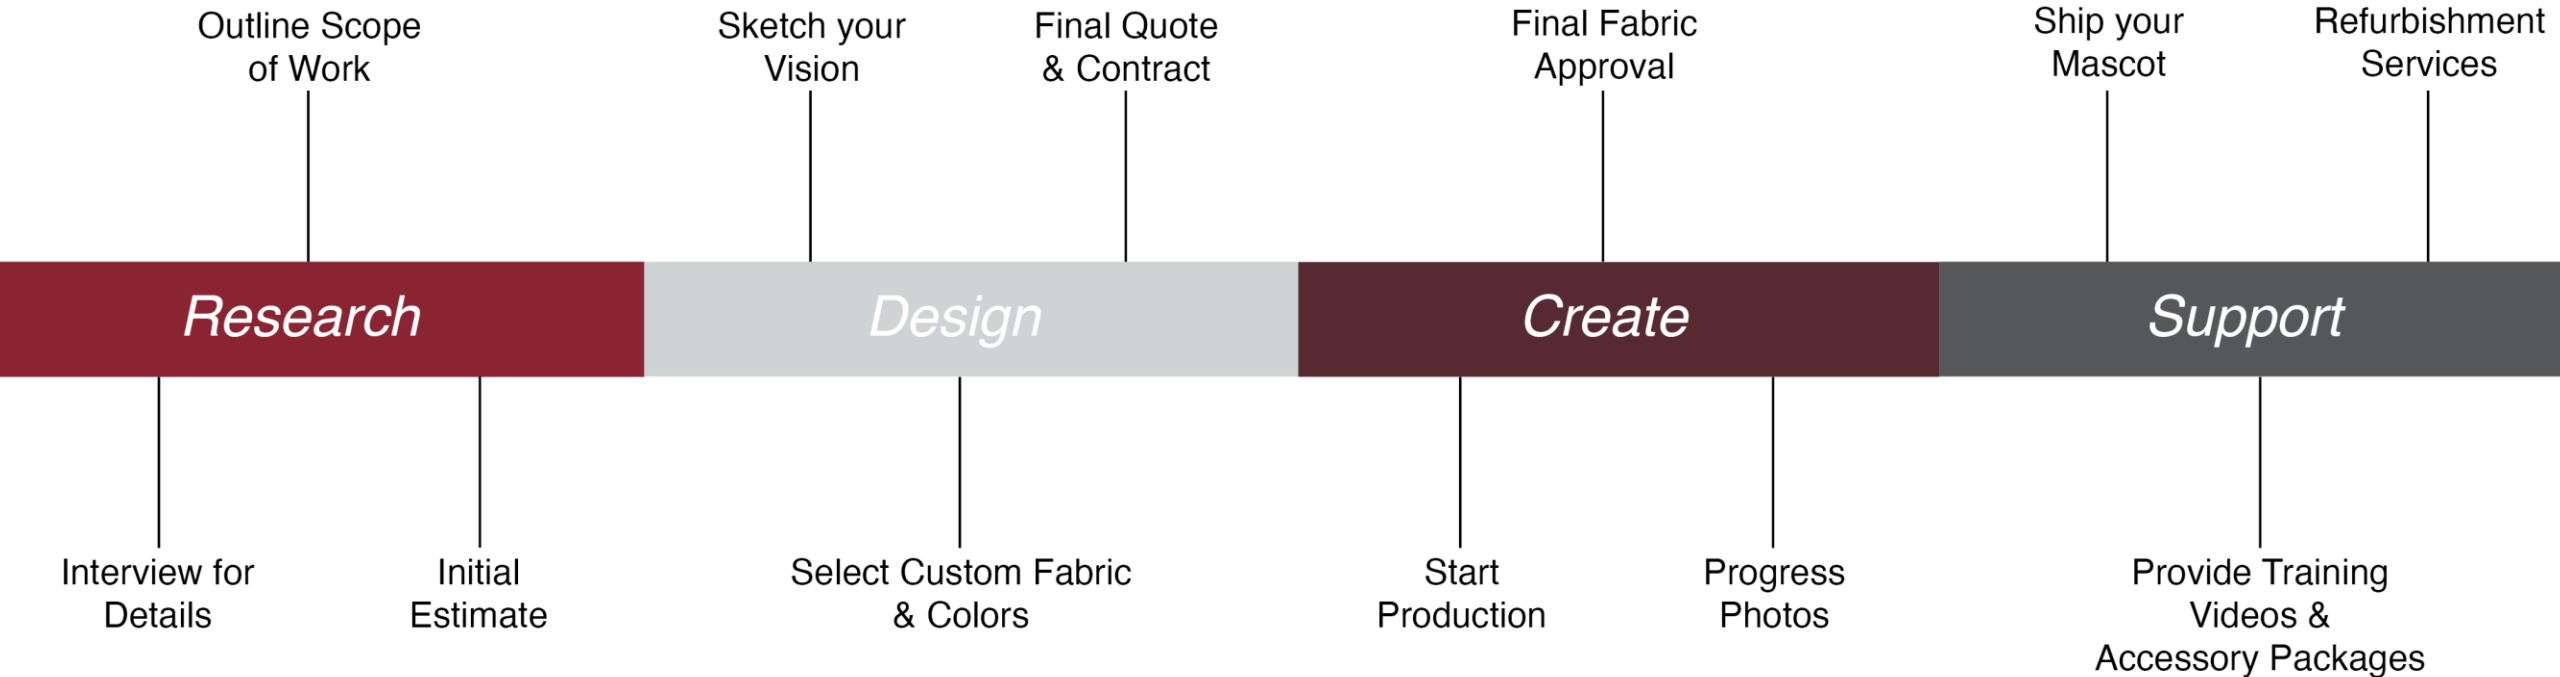 Outline Scope
of Work
Sketch your
Vision
Final Quote
& Contract
Final Fabric
Approval
Ship your
Mascot
Refurbishment
Services
Research
Design
Create
Support
Interview for
Details
Initial
Estimate
Select Custom Fabric
& Colors
Start
Production
Progress
Photos
Provide Training
Videos &
Accessory Packages